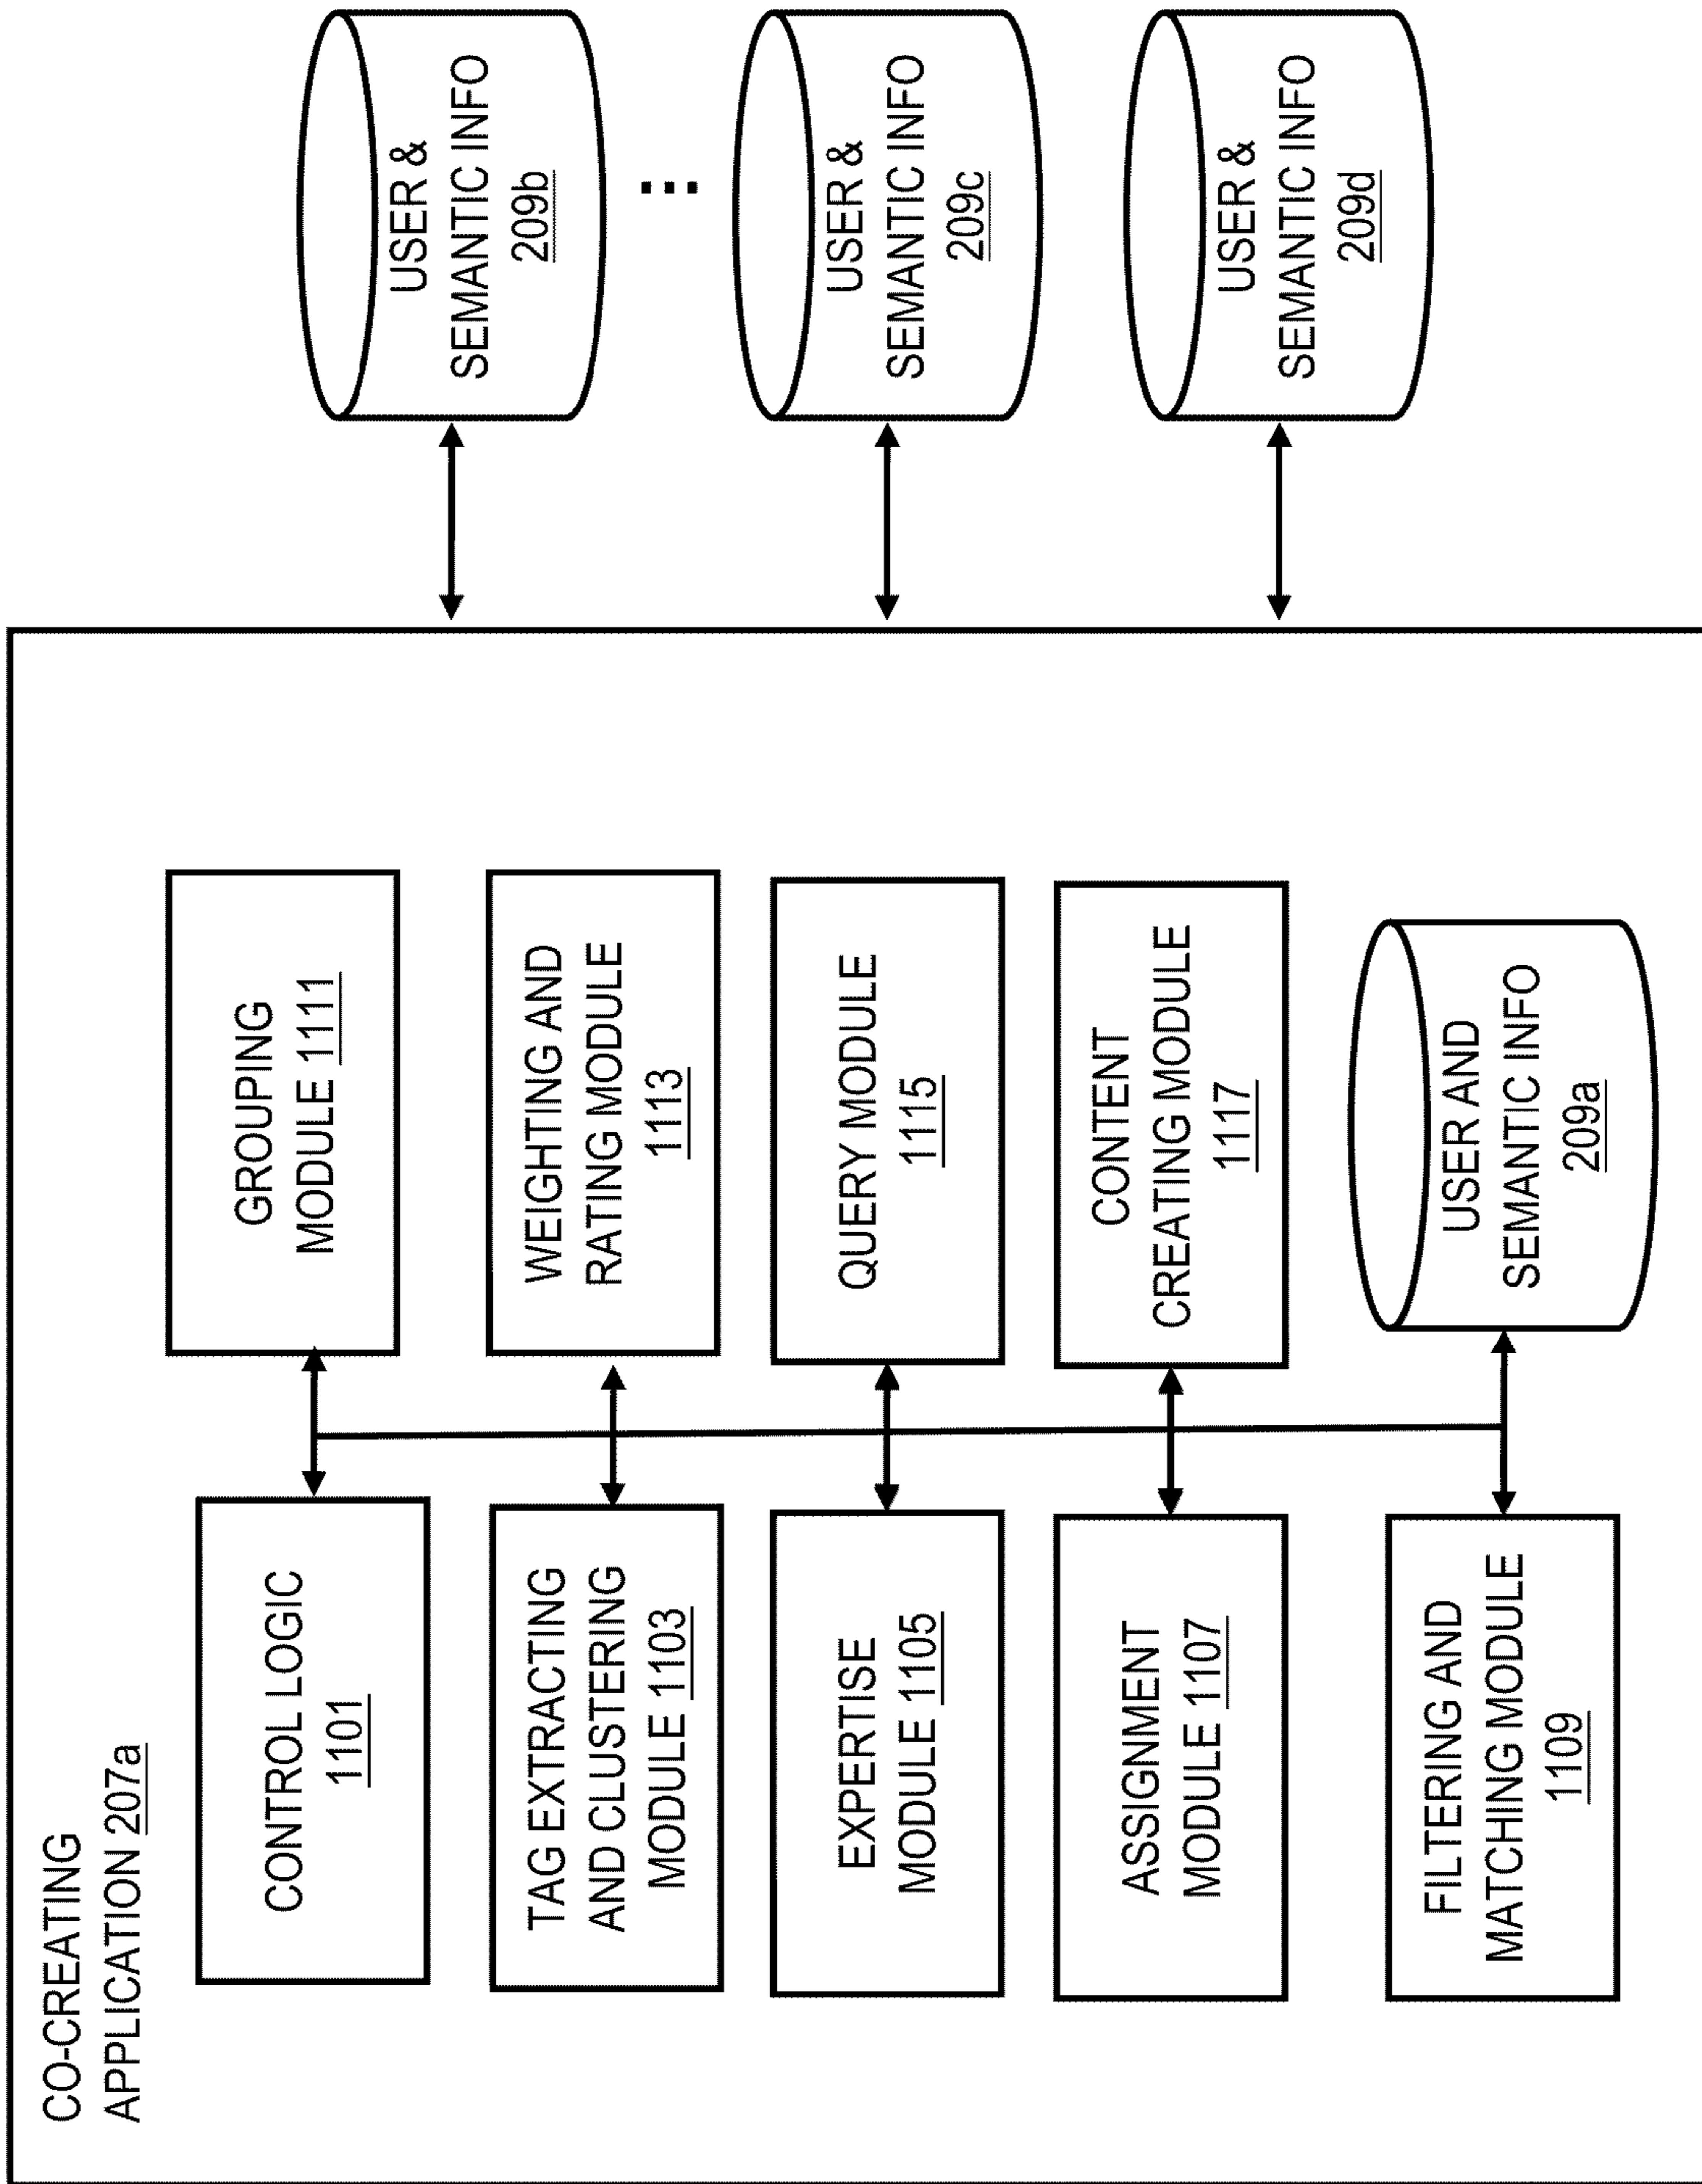 CO-CREATING
APPLICATION 207a
CONTROL LOGIC
1101
TAG EXTRACTING
AND CLUSTERING
MODULE 1103
EXPERTISE
MODULE 1105
ASSIGNMENT
MODULE 1107
FILTERING AND
MATCHING MODULE
1109
GROUPING
MODULE 1111
WEIGHTING AND
RATING MODULE
1113
QUERY MODULE
1115
CONTENT
CREATING MODULE
1117
USER AND
SEMANTIC INFO
209a
USER &
SEMANTIC INFO
209b
USER &
SEMANTIC INFO
209c
USER &
SEMANTIC INFO
209d